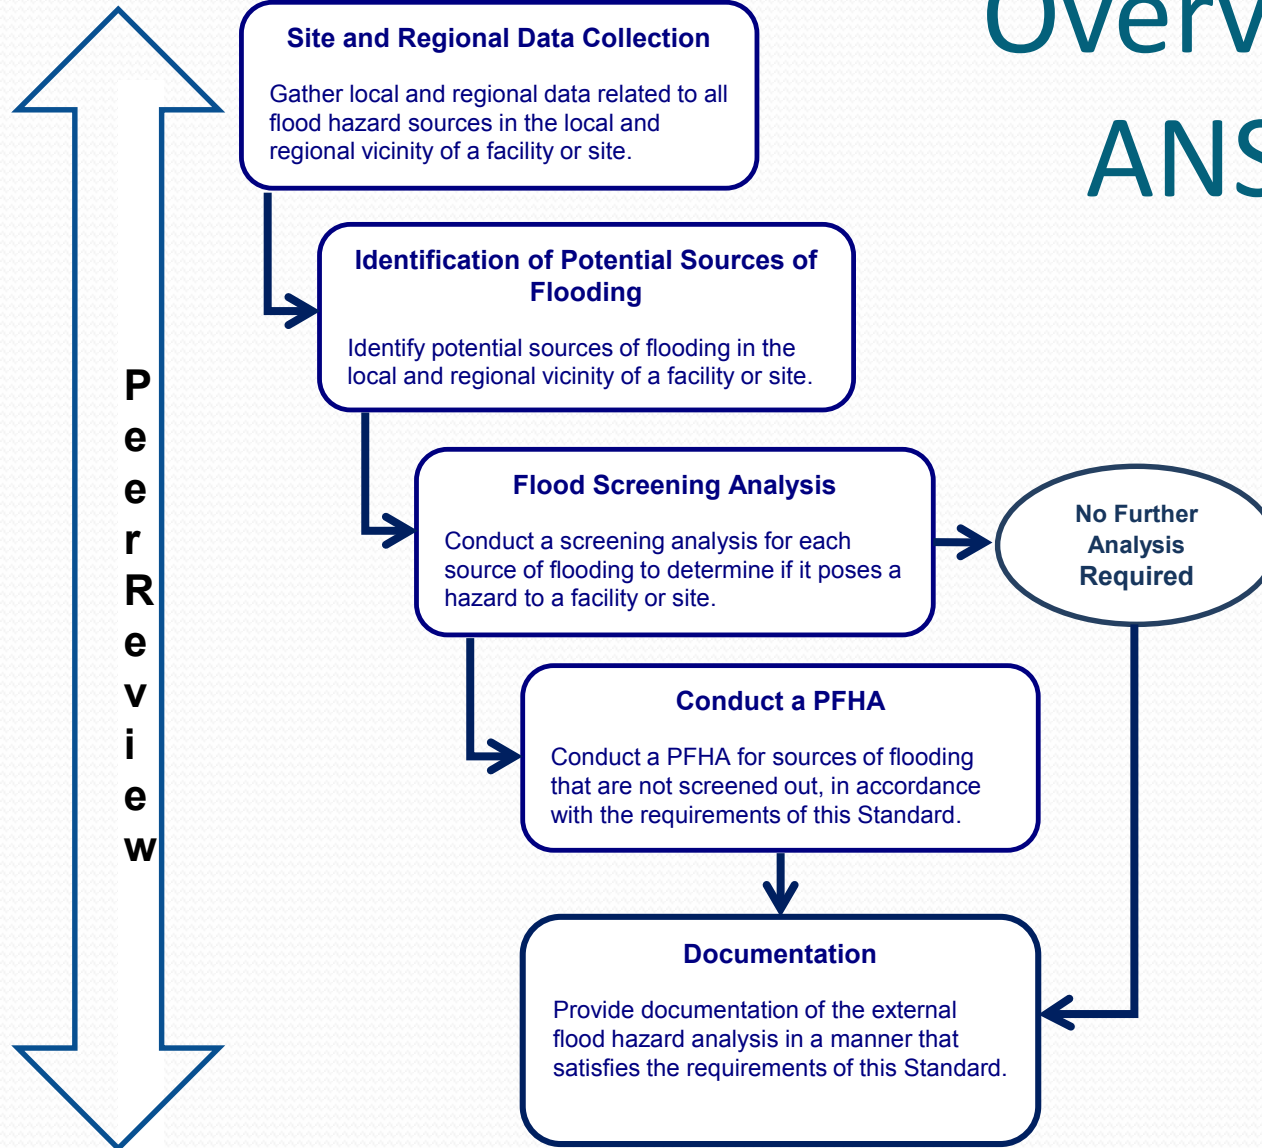 Site and Regional Data Collection
Gather local and regional data related to all
flood hazard sources in the local and
regional vicinity of a facility or site.
Identification of Potential Sources of
Flooding
Identify potential sources of flooding in the
local and regional vicinity of a facility or site.
Flood Screening Analysis
Conduct a screening analysis for each
source of flooding to determine if it poses a
hazard to a facility or site.
No Further
Analysis
Required
Conduct a PFHA
Conduct a PFHA for sources of flooding
that are not screened out, in accordance
with the requirements of this Standard.
Documentation
Provide documentation of the external
flood hazard analysis in a manner that
satisfies the requirements of this Standard.
Peer Review